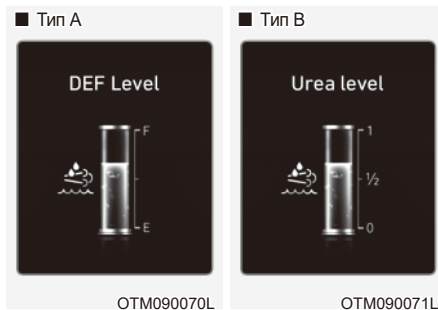 ■ Тип A
DEF Level
F
E
OTM090070L
■ Тип B
Urea level
1
½
0
OTM090071L